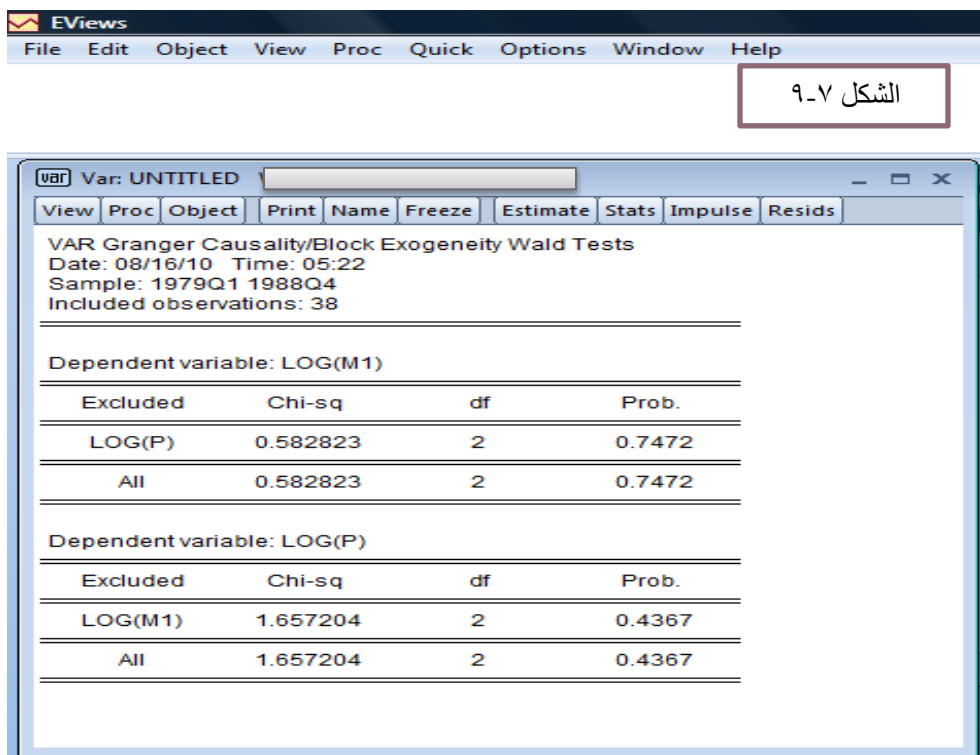 EViews
File Edit Object View Proc Quick Options Window Help
الشكل ٧-٩
var Var: UNTITLED
View Proc Object Print Name Freeze Estimate Stats Impulse Resids
VAR Granger Causality/Block Exogeneity Wald Tests
Date: 08/16/10 Time: 05:22
Sample: 1979Q1 1988Q4
Included observations: 38
Dependent variable: LOG(M1)
Excluded Chi-sq df Prob.
LOG(P) 0.582823 2 0.7472
All 0.582823 2 0.7472
Dependent variable: LOG(P)
Excluded Chi-sq df Prob.
LOG(M1) 1.657204 2 0.4367
All 1.657204 2 0.4367